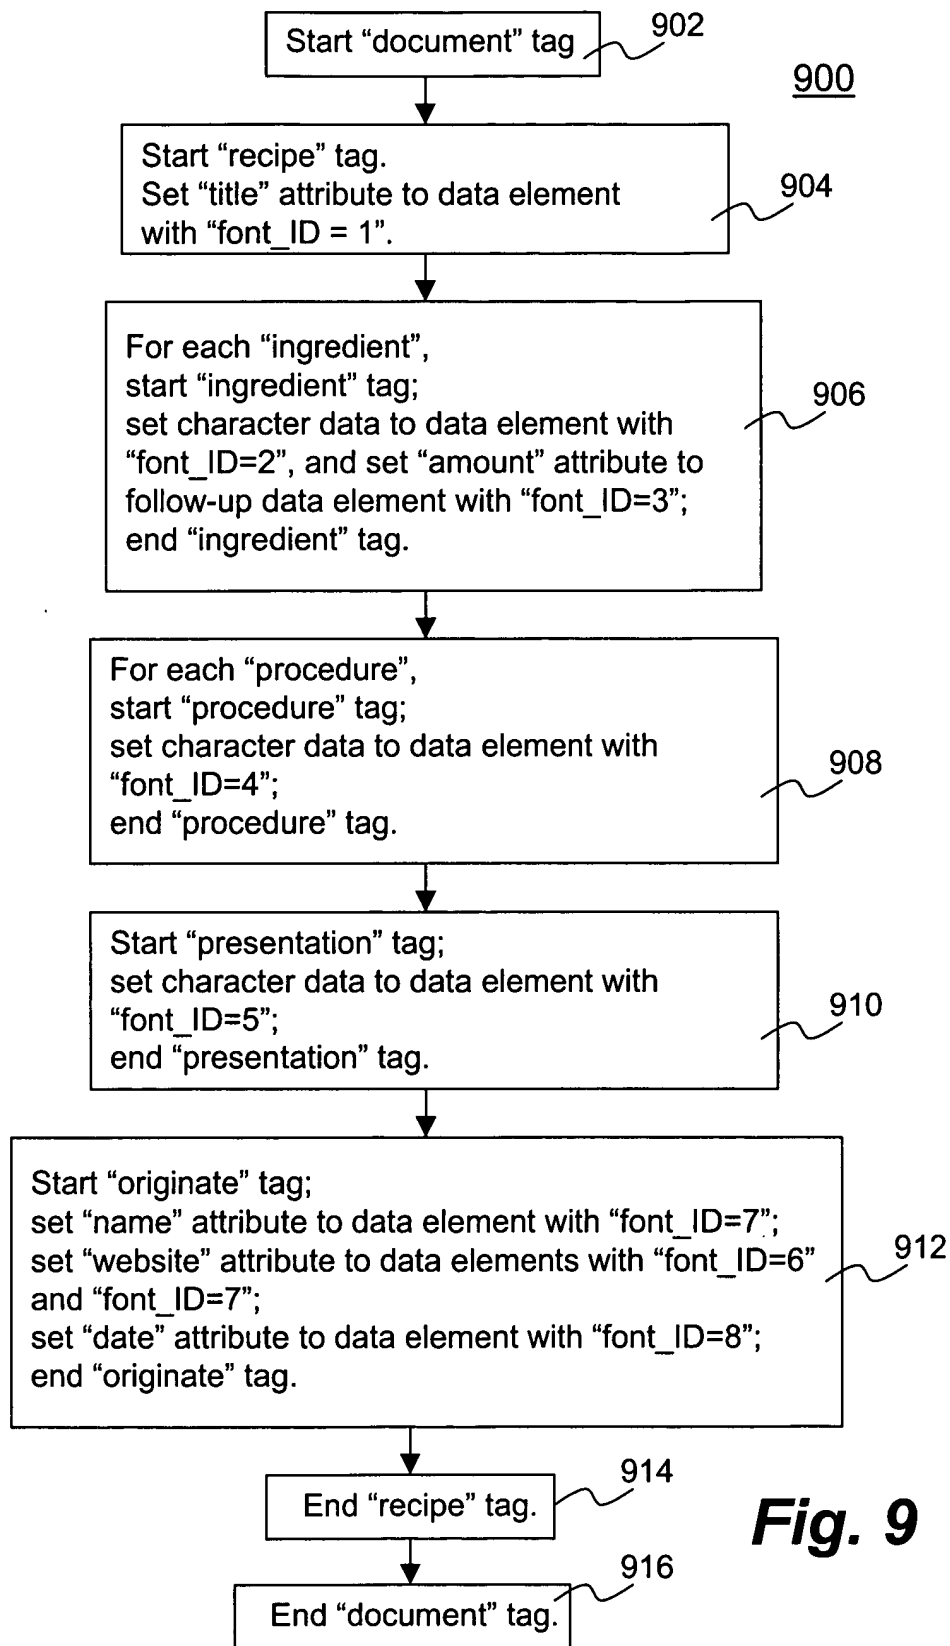 Start “document” tag
902
900
Start “recipe” tag.
Set “title” attribute to data element
with “font_ID = 1”.
904
For each “ingredient”,
start “ingredient” tag;
set character data to data element with
“font_ID=2”, and set “amount” attribute to
follow-up data element with “font_ID=3”;
end “ingredient” tag.
906
For each “procedure”,
start “procedure” tag;
set character data to data element with
“font_ID=4”;
end “procedure” tag.
908
Start “presentation” tag;
set character data to data element with
“font_ID=5”;
end “presentation” tag.
910
Start “originate” tag;
set “name” attribute to data element with “font_ID=7”;
set “website” attribute to data elements with “font_ID=6”
and “font_ID=7”;
set “date” attribute to data element with “font_ID=8”;
end “originate” tag.
912
End “recipe” tag.
914
Fig. 9
End “document” tag.
916